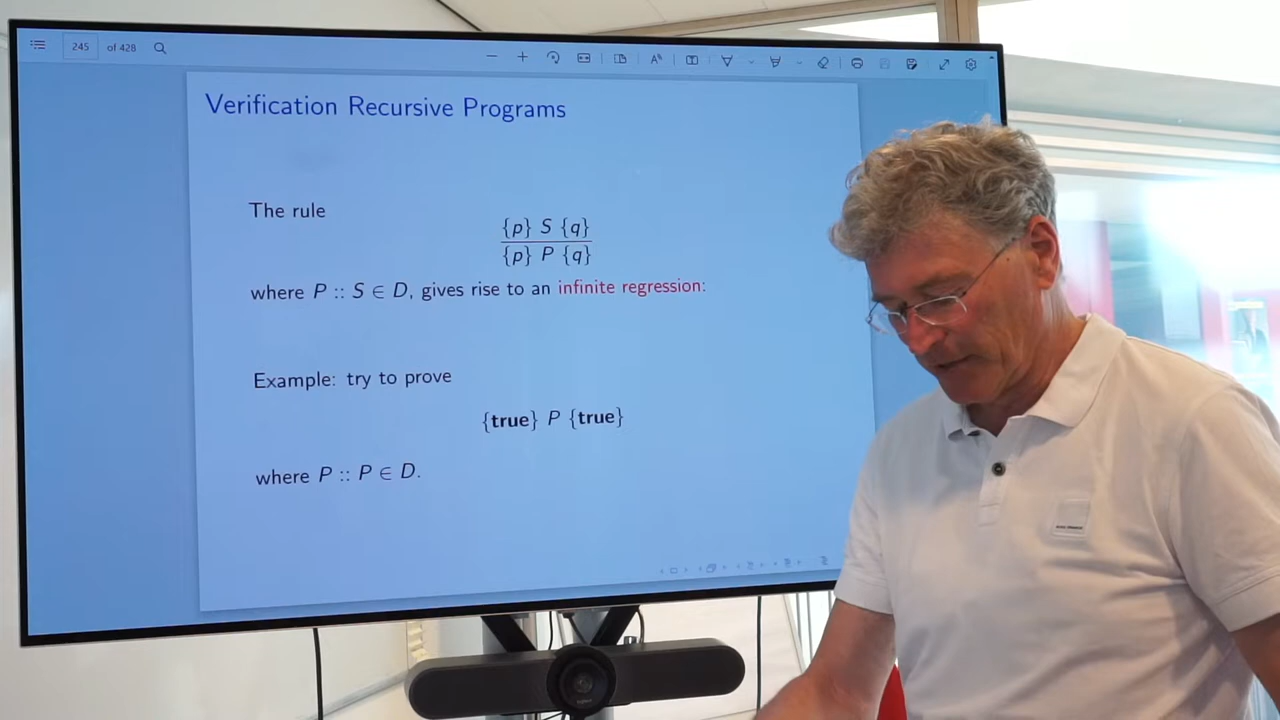 245 of 428
Verification Recursive Programs
The rule
{p} S {q}
{p} P {q}
where P :: S ∈ D, gives rise to an infinite regression:
Example: try to prove
{true} P {true}
where P :: P ∈ D.